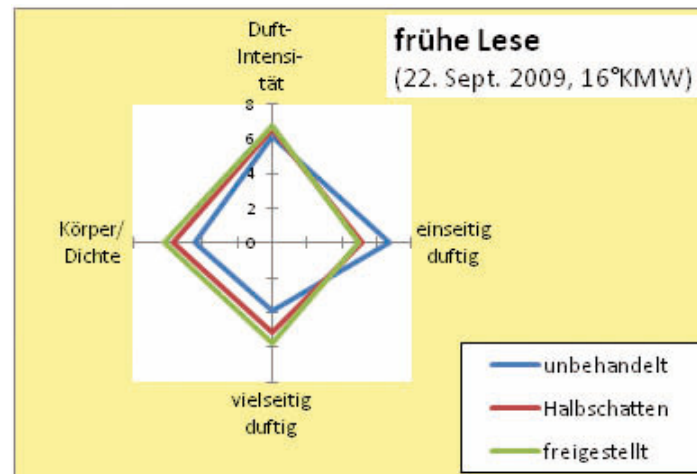 Duft-
Intensi-
tät
frühe Lese
(22. Sept. 2009, 16°KMW)
8
6
4
2
0
Körper/
Dichte
einseitig
duftig
vielseitig
duftig
unbehandelt
Halbschatten
freigestellt